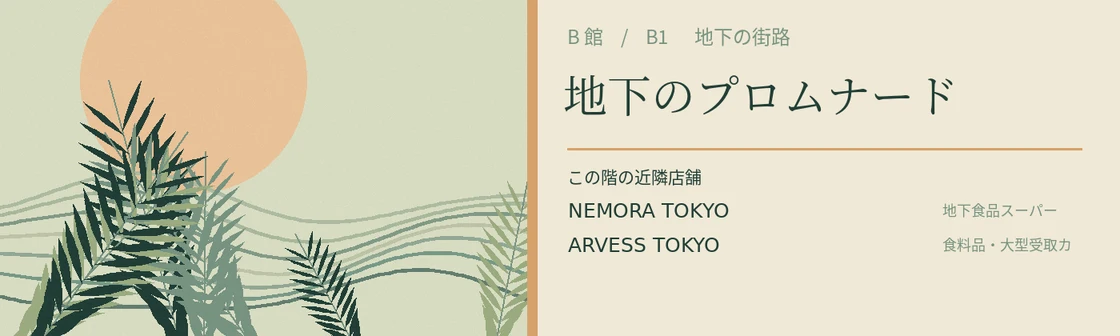 B館 / B1 地下の街路
地下のプロムナード
この階の近隣店舗
NEMORA TOKYO 地下食品スーパー
ARVESS TOKYO 食料品・大型受取カ